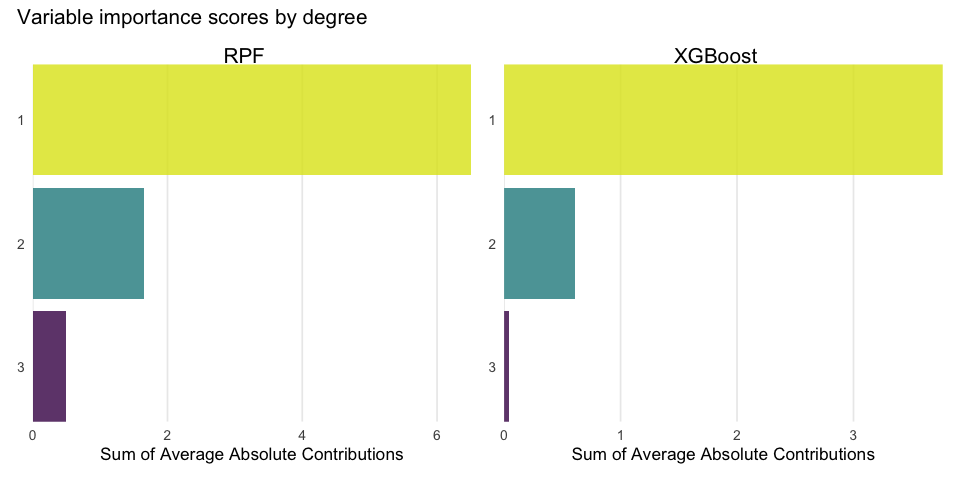 Variable importance scores by degree
RPF
1
2
3
0 2 4 6
Sum of Average Absolute Contributions
XGBoost
1
2
3
0 1 2 3
Sum of Average Absolute Contributions